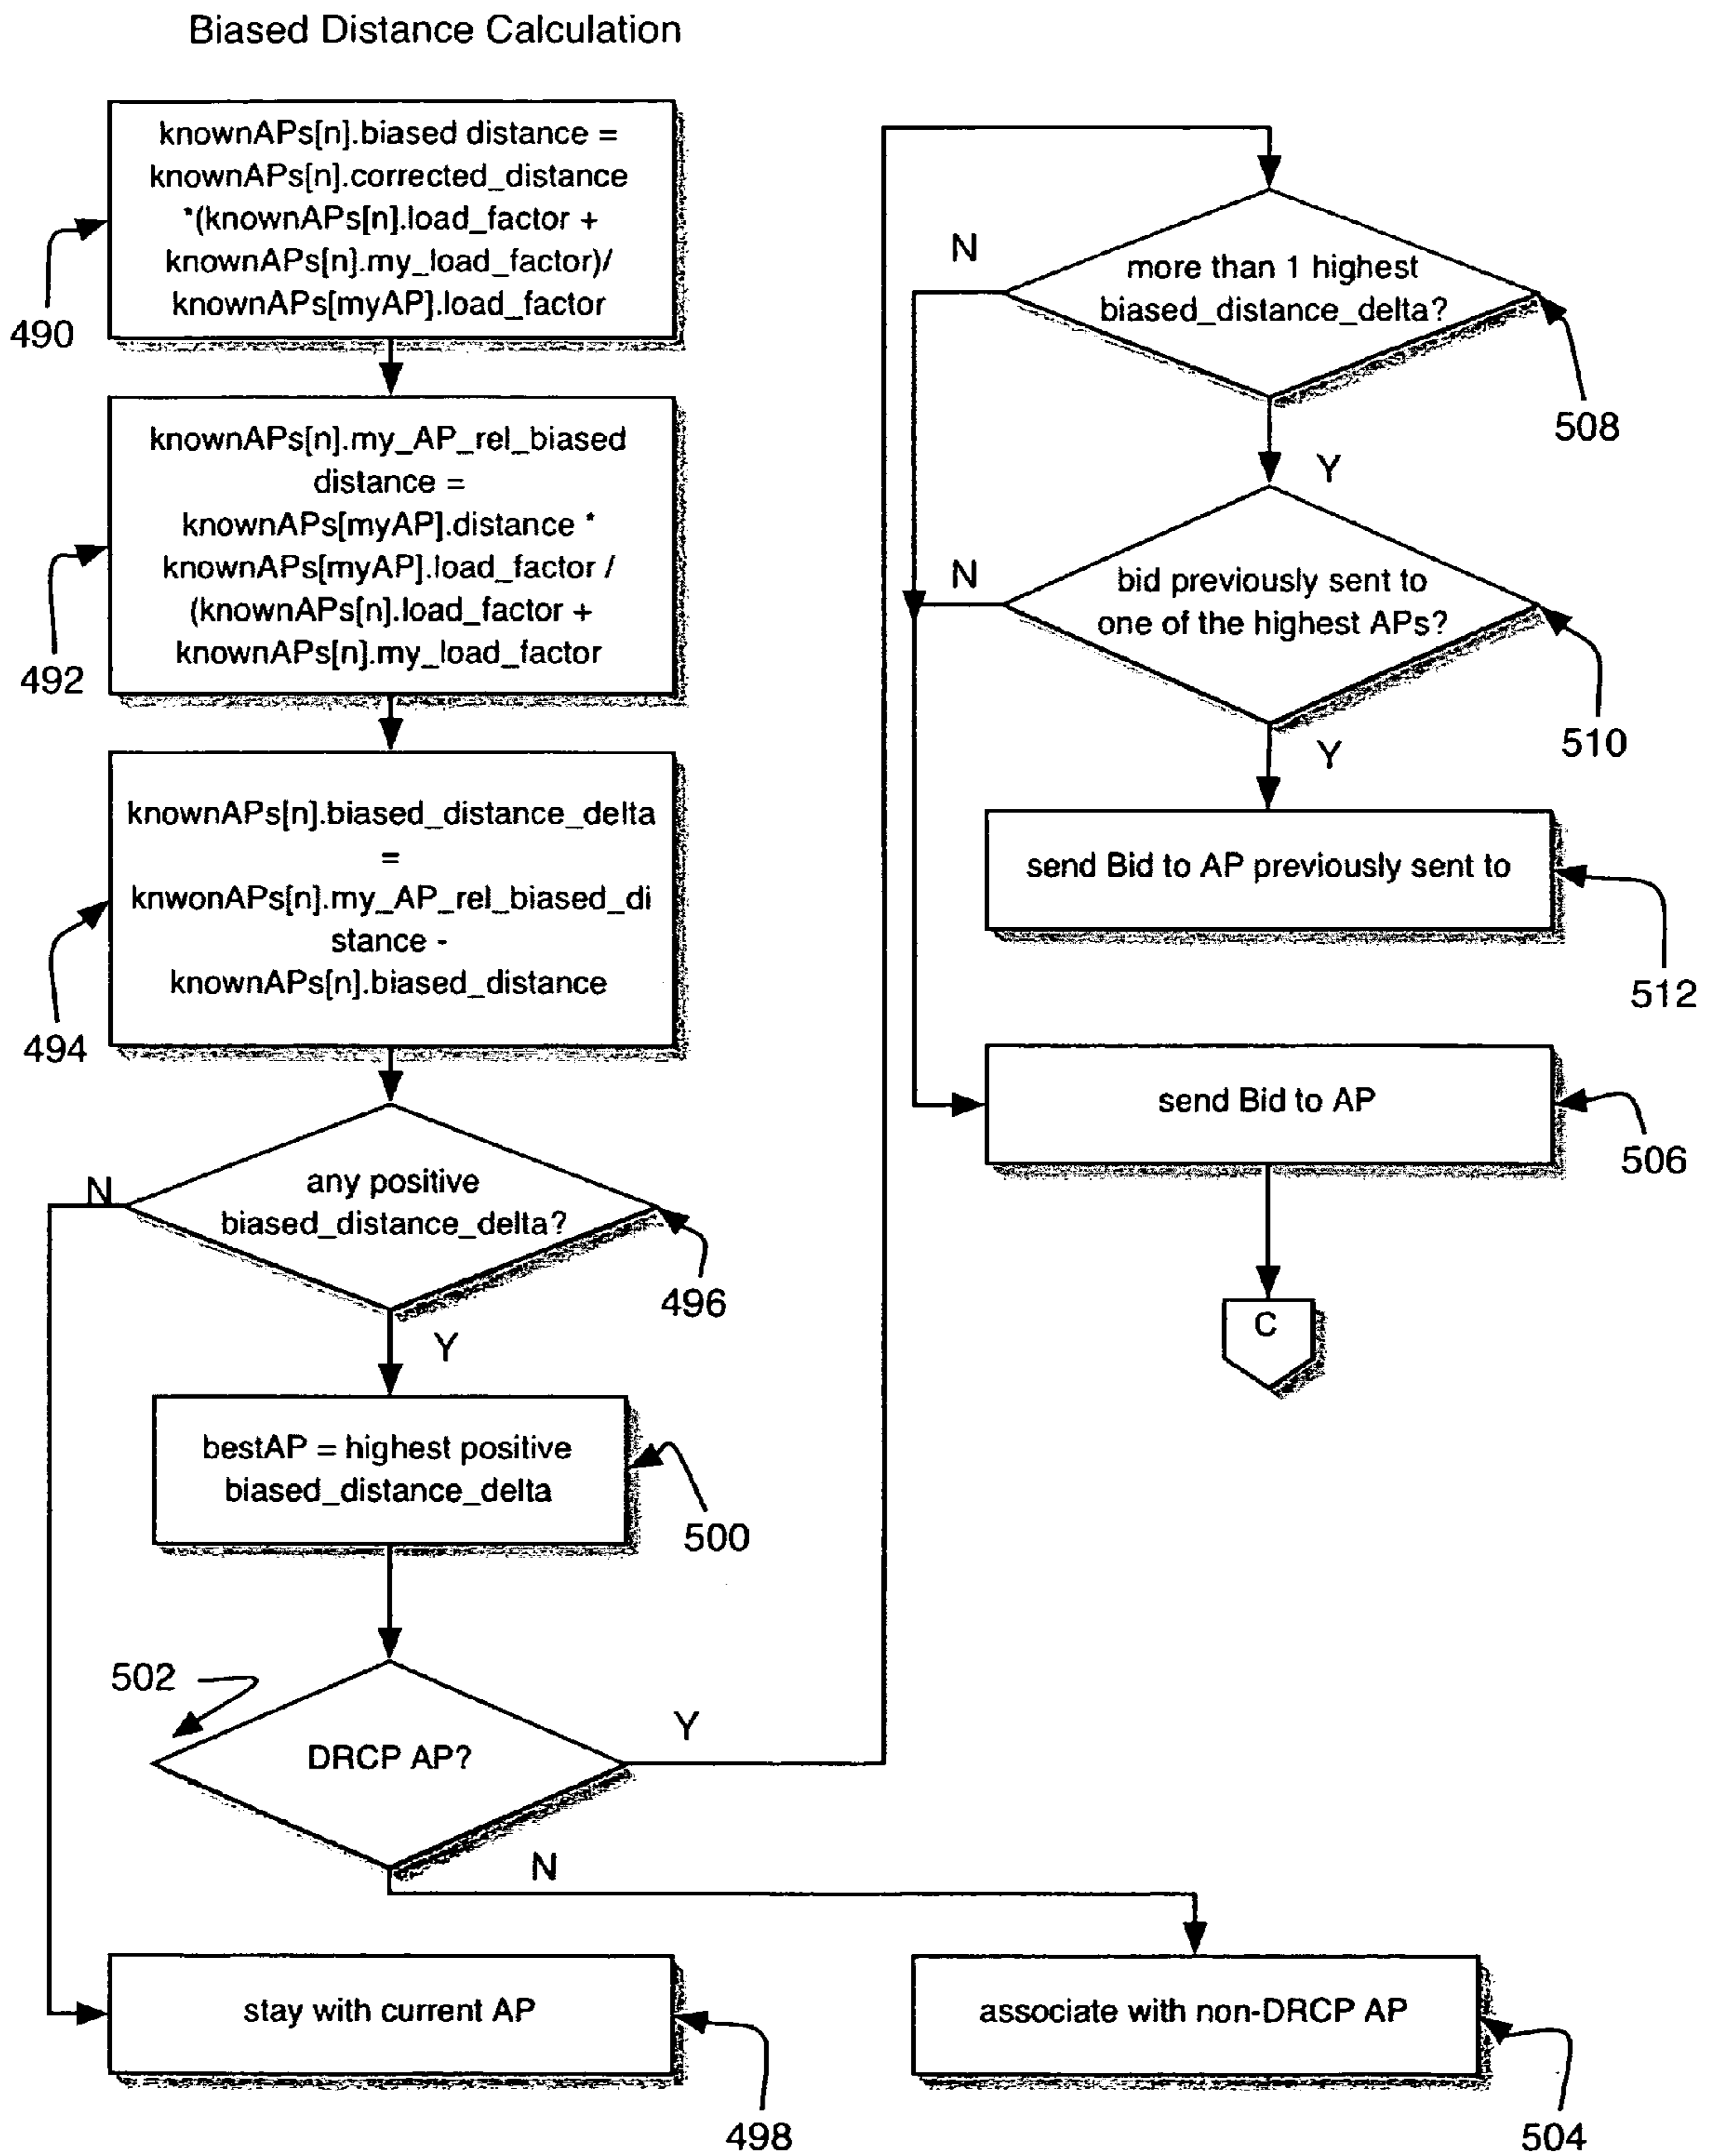 Biased Distance Calculation
knownAPs[n].biased distance =
knownAPs[n].corrected_distance
*(knownAPs[n].load_factor +
knownAPs[n].my_load_factor)/
knownAPs[myAP].load_factor
490
knownAPs[n].my_AP_rel_biased
distance =
knownAPs[myAP].distance *
knownAPs[myAP].load_factor /
(knownAPs[n].load_factor +
knownAPs[n].my_load_factor
492
knownAPs[n].biased_distance_delta
=
knwonAPs[n].my_AP_rel_biased_di
stance -
knownAPs[n].biased_distance
494
N
any positive
biased_distance_delta?
496
Y
bestAP = highest positive
biased_distance_delta
500
502
DRCP AP?
Y
N
stay with current AP
498
associate with non-DRCP AP
504
N
more than 1 highest
biased_distance_delta?
508
Y
N
bid previously sent to
one of the highest APs?
510
Y
send Bid to AP previously sent to
512
send Bid to AP
506
C